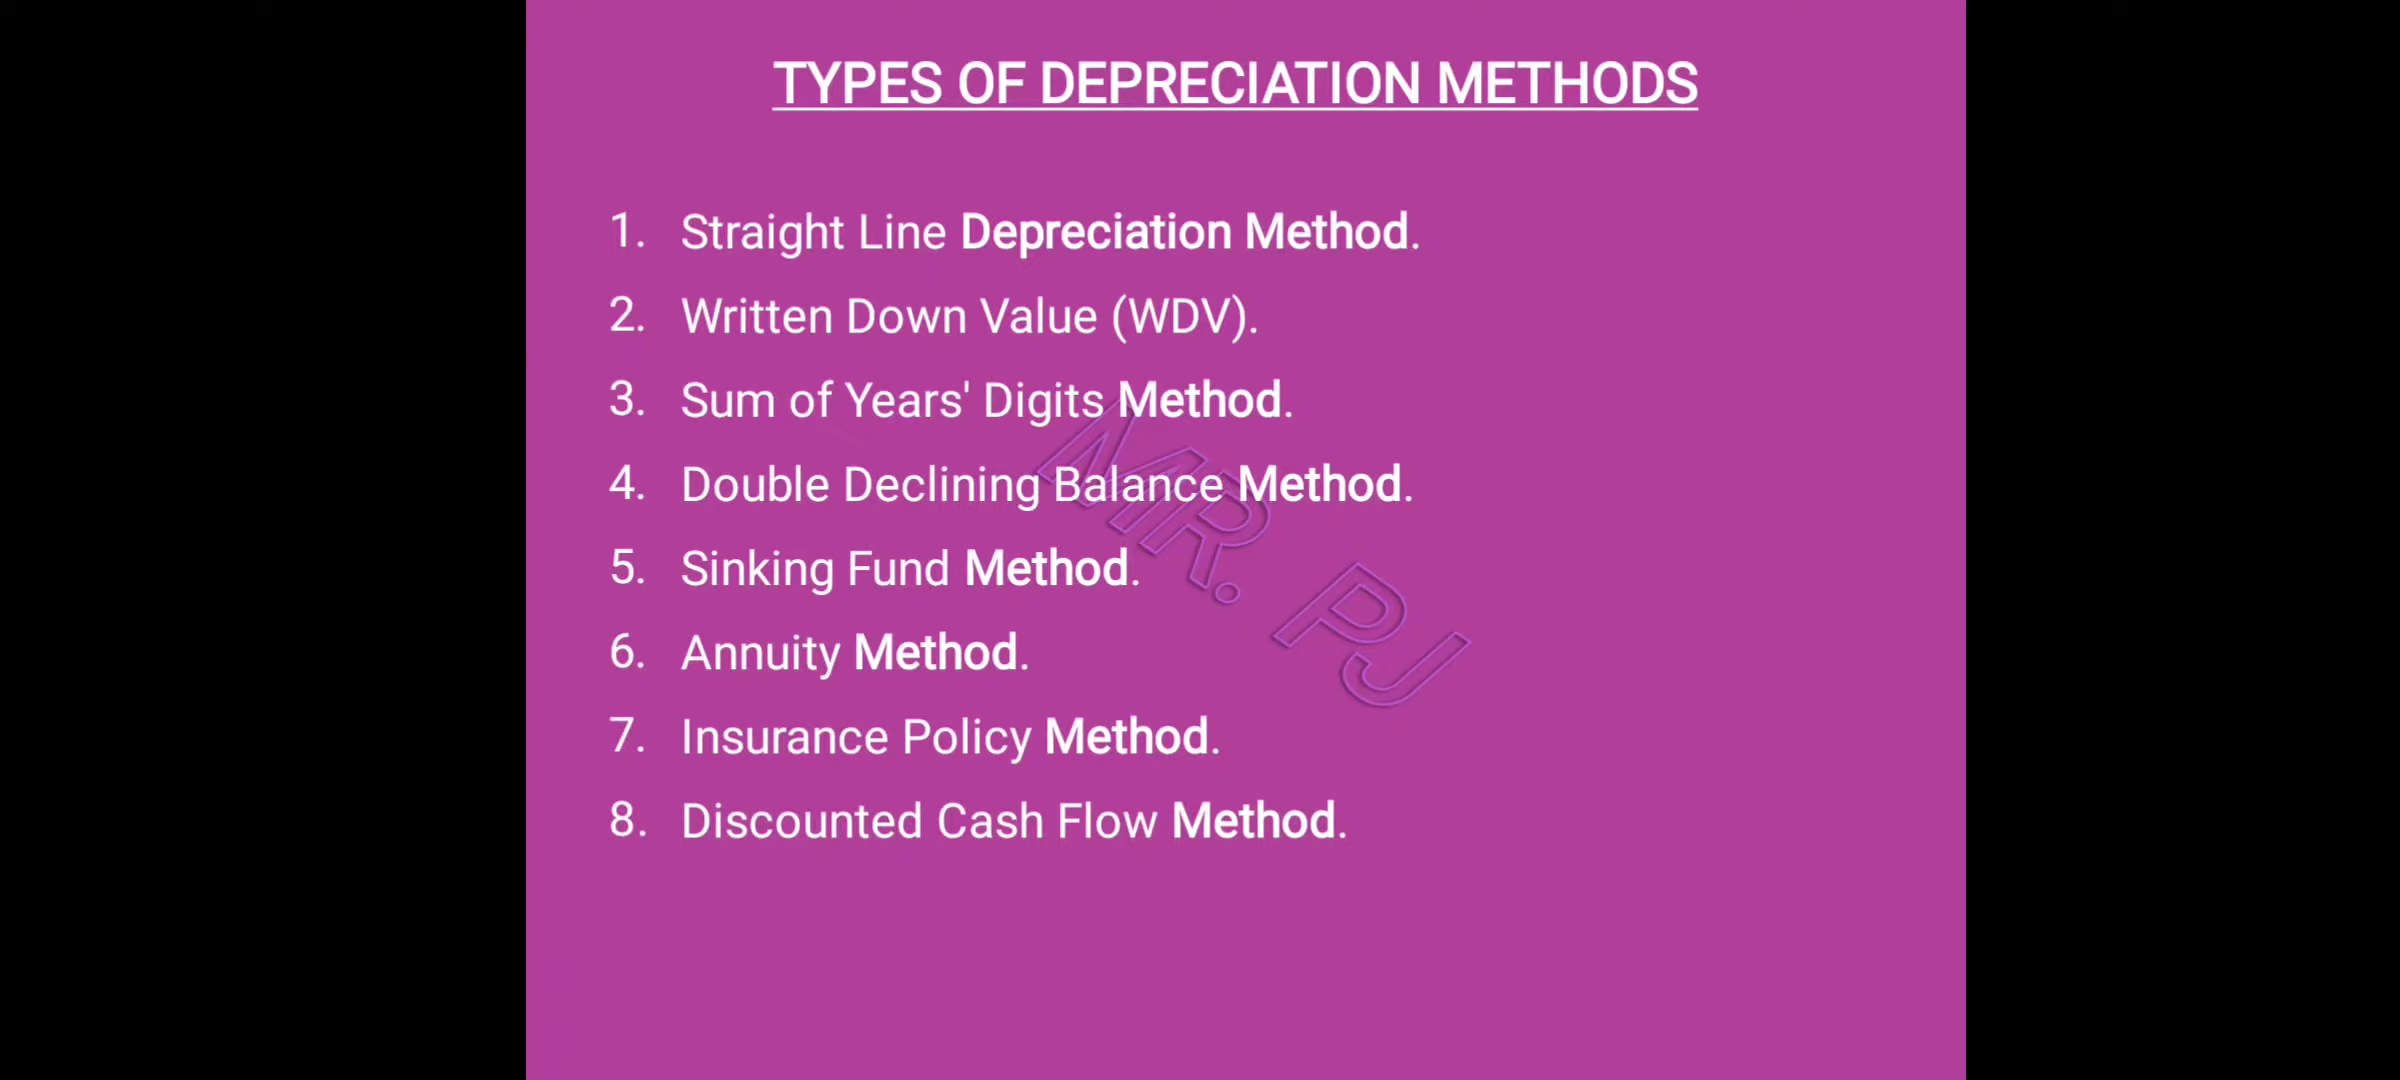 TYPES OF DEPRECIATION METHODS
1. Straight Line Depreciation Method.
2. Written Down Value (WDV).
3. Sum of Years' Digits Method.
4. Double Declining Balance Method.
5. Sinking Fund Method.
6. Annuity Method.
7. Insurance Policy Method.
8. Discounted Cash Flow Method.
MR. PJ